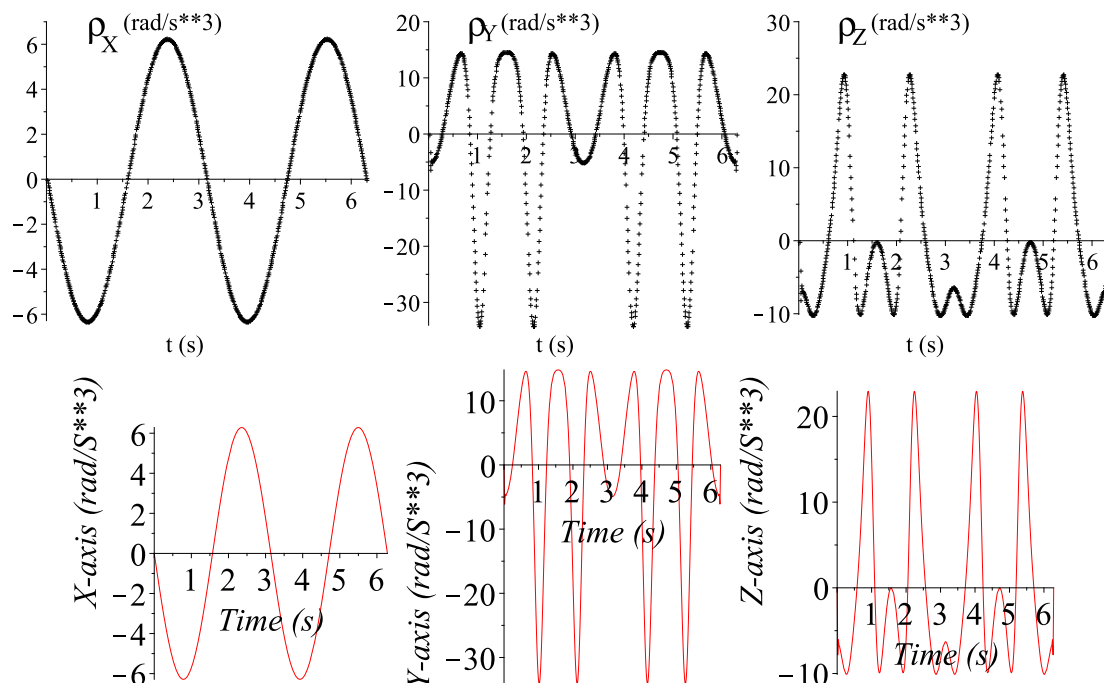 ρX (rad/s**3)
6
4
2
0
−2
−4
−6
1 2 3 4 5 6
t (s)
ρY (rad/s**3)
20
10
0
−10
−20
−30
1 2 3 4 5 6
t (s)
ρZ (rad/s**3)
30
20
10
0
−10
1 2 3 4 5 6
t (s)
X-axis (rad/S**3)
6
4
2
0
−2
−4
−6
1 2 3 4 5 6
Time (s)
Y-axis (rad/S**3)
10
0
−10
−20
−30
1 2 3 4 5 6
Time (s)
Z-axis (rad/S**3)
20
10
0
−10
1 2 3 4 5 6
Time (s)